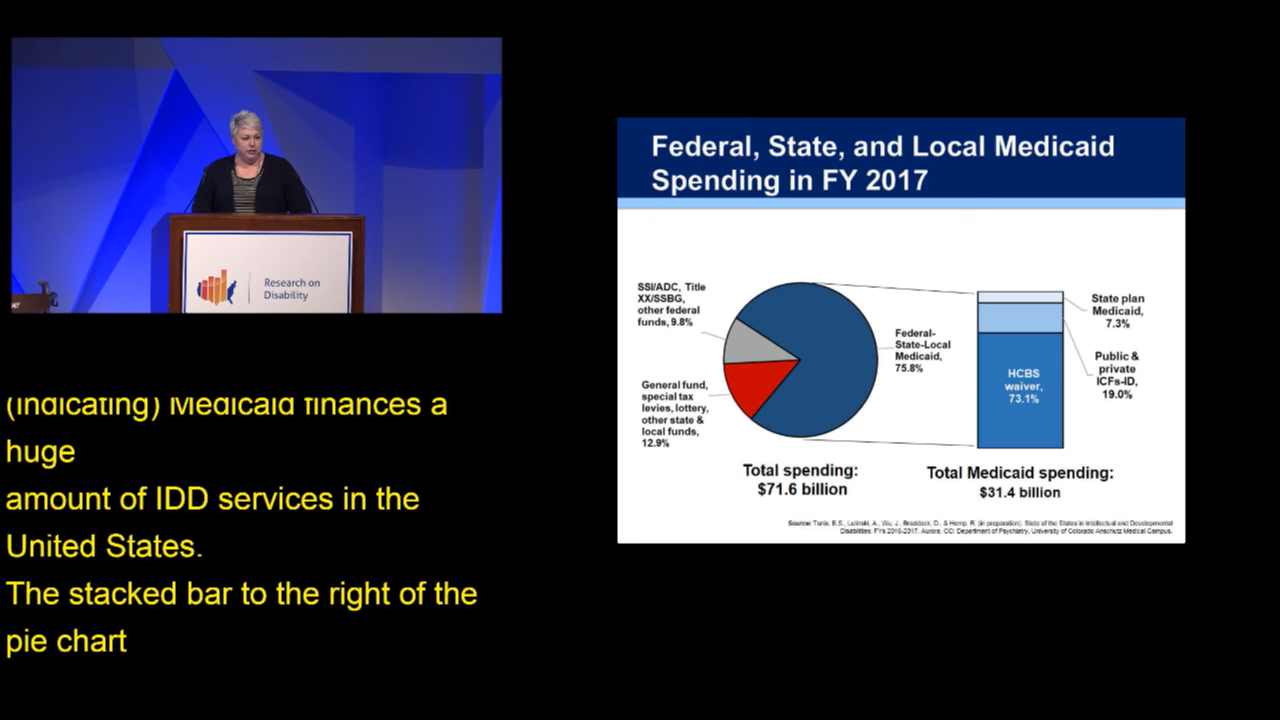 Research on
Disability
(indicating) Medicaid finances a
huge
amount of IDD services in the
United States.
The stacked bar to the right of the
pie chart
Federal, State, and Local Medicaid
Spending in FY 2017
SSI/ADC, Title
XX/SSBG,
other federal
funds, 9.8%
General fund,
special tax
levies, lottery,
other state &
local funds,
12.9%
Federal-
State-Local
Medicaid,
75.8%
Total spending:
$71.6 billion
State plan
Medicaid,
7.3%
HCBS
waiver,
73.1%
Public &
private
ICFs-ID,
19.0%
Total Medicaid spending:
$31.4 billion
Source: Tanis, E.S., Lulinski, A., Wu, J., Braddock, D., & Hemp, R. (in preparation). State of the States in Intellectual and Developmental
Disabilities: FYs 2016-2017. Aurora, CO: Department of Psychiatry, University of Colorado Anschutz Medical Campus.